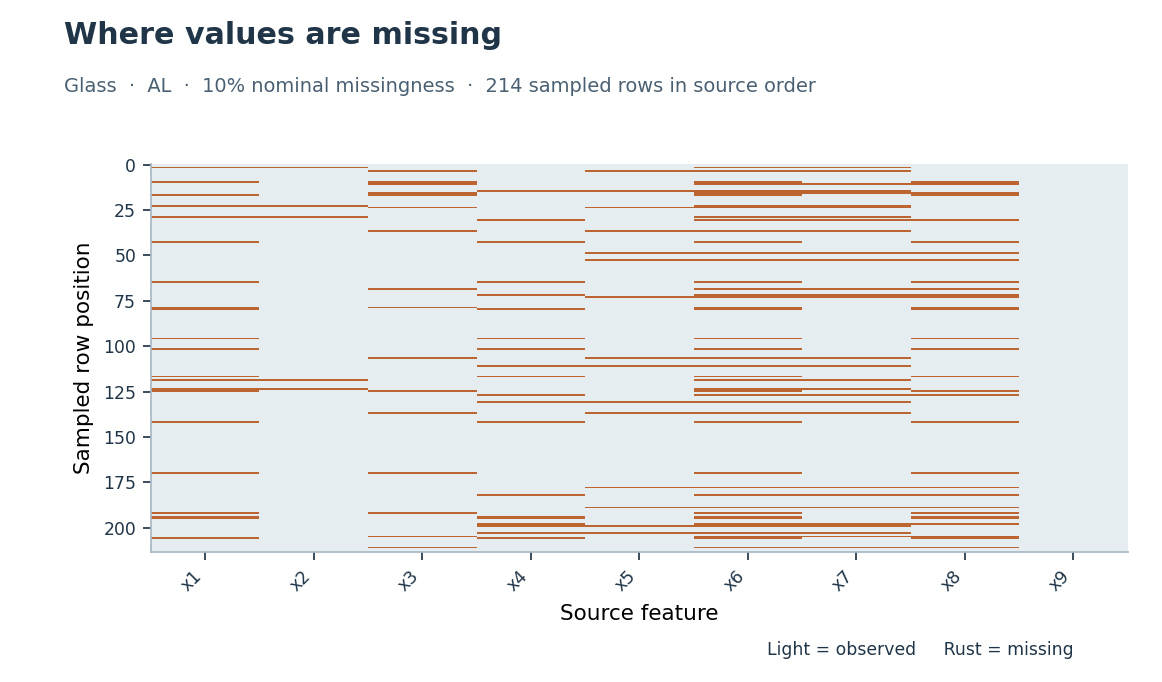 Where values are missing
Glass · AL · 10% nominal missingness · 214 sampled rows in source order
0
25
50
75
100
125
150
175
200
Sampled row position
x1 x2 x3 x4 x5 x6 x7 x8 x9
Source feature
Light = observed Rust = missing